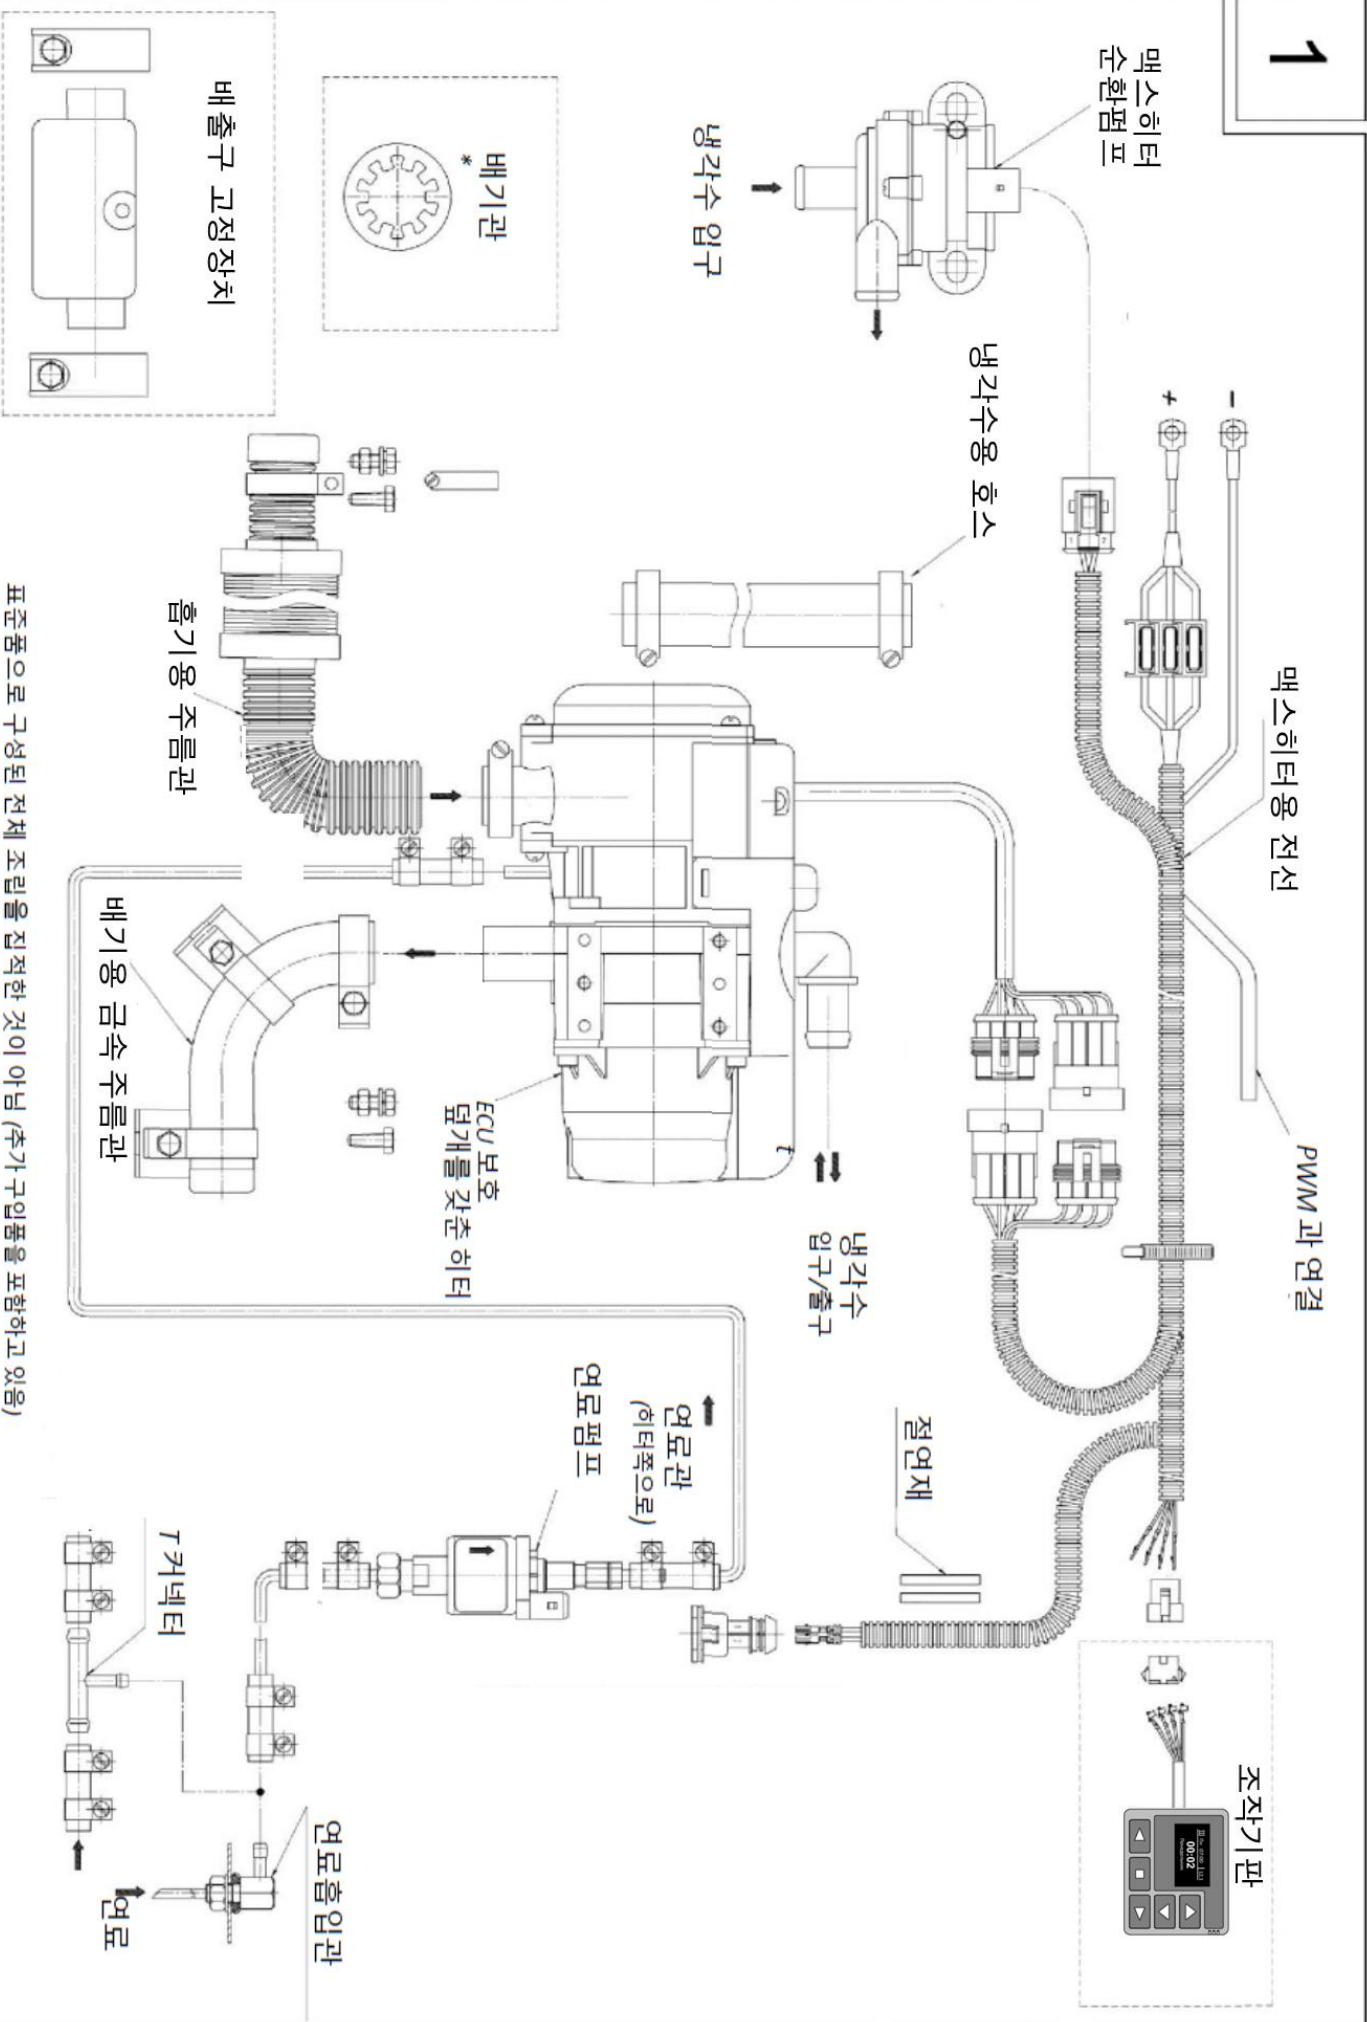 1
맥스히터
순환펌프
냉각수 입구
배기관
*
배출구 고정장치
+
-
맥스히터용 전선
냉각수용 호스
PWM 과 연결
흡기용 주름관
배기용 금속 주름관
ECU 보호
덮개를 갖춘 히터
t
냉각수
입구/출구
절연재
연료관
(히터쪽으로)
연료펌프
T 커넥터
연료흡입관
연료
조작기판
00:02
표준품으로 구성된 전체 조립을 집적한 것이 아님 (추가 구입품을 포함하고 있음)